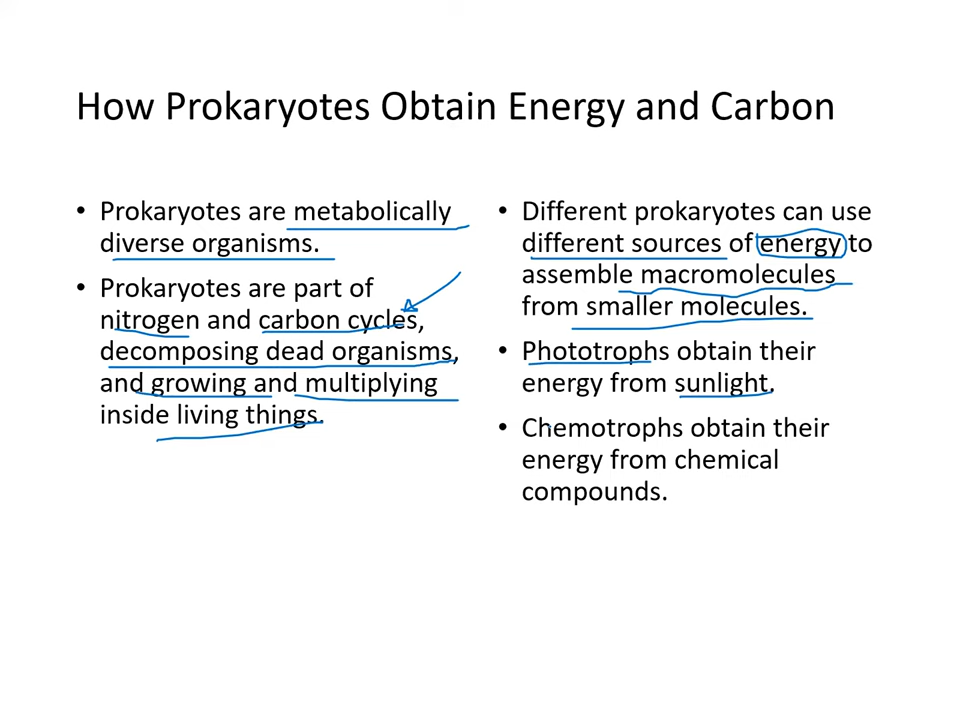 How Prokaryotes Obtain Energy and Carbon
• Prokaryotes are metabolically
diverse organisms.
• Prokaryotes are part of
nitrogen and carbon cycles,
decomposing dead organisms,
and growing and multiplying
inside living things.
• Different prokaryotes can use
different sources of energy to
assemble macromolecules
from smaller molecules.
• Phototrophs obtain their
energy from sunlight.
• Chemotrophs obtain their
energy from chemical
compounds.